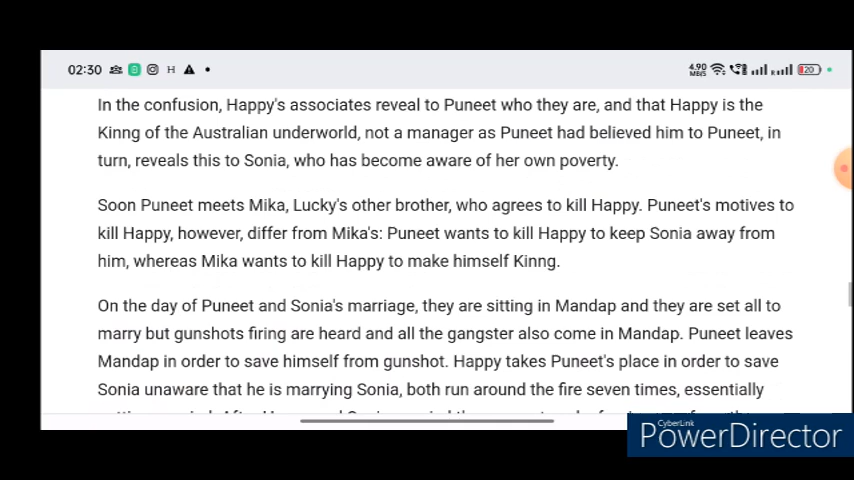 02:30 H 4.90 MB/S 20
In the confusion, Happy's associates reveal to Puneet who they are, and that Happy is the
Kinng of the Australian underworld, not a manager as Puneet had believed him to Puneet, in
turn, reveals this to Sonia, who has become aware of her own poverty.
Soon Puneet meets Mika, Lucky's other brother, who agrees to kill Happy. Puneet's motives to
kill Happy, however, differ from Mika's: Puneet wants to kill Happy to keep Sonia away from
him, whereas Mika wants to kill Happy to make himself Kinng.
On the day of Puneet and Sonia's marriage, they are sitting in Mandap and they are set all to
marry but gunshots firing are heard and all the gangster also come in Mandap. Puneet leaves
Mandap in order to save himself from gunshot. Happy takes Puneet's place in order to save
Sonia unaware that he is marrying Sonia, both run around the fire seven times, essentially
CyberLink
PowerDirector